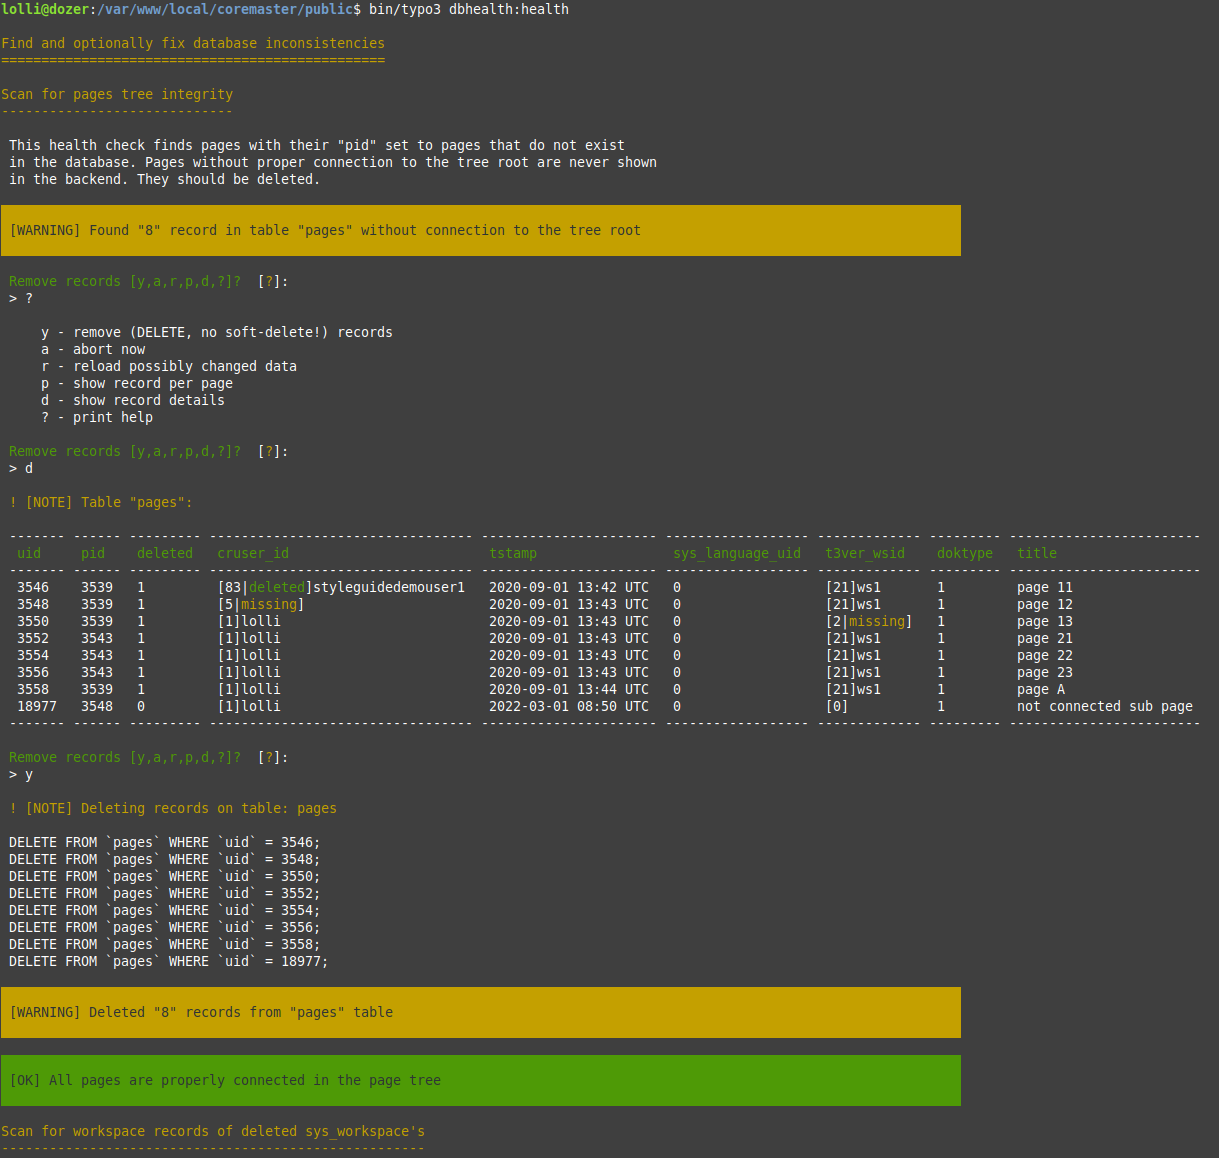 lolli@dozer:/var/www/local/coremaster/public$ bin/typo3 dbhealth:health
Find and optionally fix database inconsistencies
================================================
Scan for pages tree integrity
-----------------------------
This health check finds pages with their "pid" set to pages that do not exist
in the database. Pages without proper connection to the tree root are never shown
in the backend. They should be deleted.
[WARNING] Found "8" record in table "pages" without connection to the tree root
Remove records [y,a,r,p,d,?]?  [?]:
> ?
y - remove (DELETE, no soft-delete!) records
a - abort now
r - reload possibly changed data
p - show record per page
d - show record details
? - print help
Remove records [y,a,r,p,d,?]?  [?]:
> d
! [NOTE] Table "pages":
------- ------ --------- --------------------------------- ---------------------- ------------------ ------------- --------- ------------------------
uid     pid    deleted   cruser_id                         tstamp                 sys_language_uid   t3ver_wsid    doktype   title
------- ------ --------- --------------------------------- ---------------------- ------------------ ------------- --------- ------------------------
3546    3539   1         [83|deleted]styleguidedemouser1   2020-09-01 13:42 UTC   0                  [21]ws1       1         page 11
3548    3539   1         [5|missing]                       2020-09-01 13:43 UTC   0                  [21]ws1       1         page 12
3550    3539   1         [1]lolli                          2020-09-01 13:43 UTC   0                  [2|missing]   1         page 13
3552    3543   1         [1]lolli                          2020-09-01 13:43 UTC   0                  [21]ws1       1         page 21
3554    3543   1         [1]lolli                          2020-09-01 13:43 UTC   0                  [21]ws1       1         page 22
3556    3543   1         [1]lolli                          2020-09-01 13:43 UTC   0                  [21]ws1       1         page 23
3558    3539   1         [1]lolli                          2020-09-01 13:44 UTC   0                  [21]ws1       1         page A
18977   3548   0         [1]lolli                          2022-03-01 08:50 UTC   0                  [0]           1         not connected sub page
------- ------ --------- --------------------------------- ---------------------- ------------------ ------------- --------- ------------------------
Remove records [y,a,r,p,d,?]?  [?]:
> y
! [NOTE] Deleting records on table: pages
DELETE FROM `pages` WHERE `uid` = 3546;
DELETE FROM `pages` WHERE `uid` = 3548;
DELETE FROM `pages` WHERE `uid` = 3550;
DELETE FROM `pages` WHERE `uid` = 3552;
DELETE FROM `pages` WHERE `uid` = 3554;
DELETE FROM `pages` WHERE `uid` = 3556;
DELETE FROM `pages` WHERE `uid` = 3558;
DELETE FROM `pages` WHERE `uid` = 18977;
[WARNING] Deleted "8" records from "pages" table
[OK] All pages are properly connected in the page tree
Scan for workspace records of deleted sys_workspace's
-----------------------------------------------------